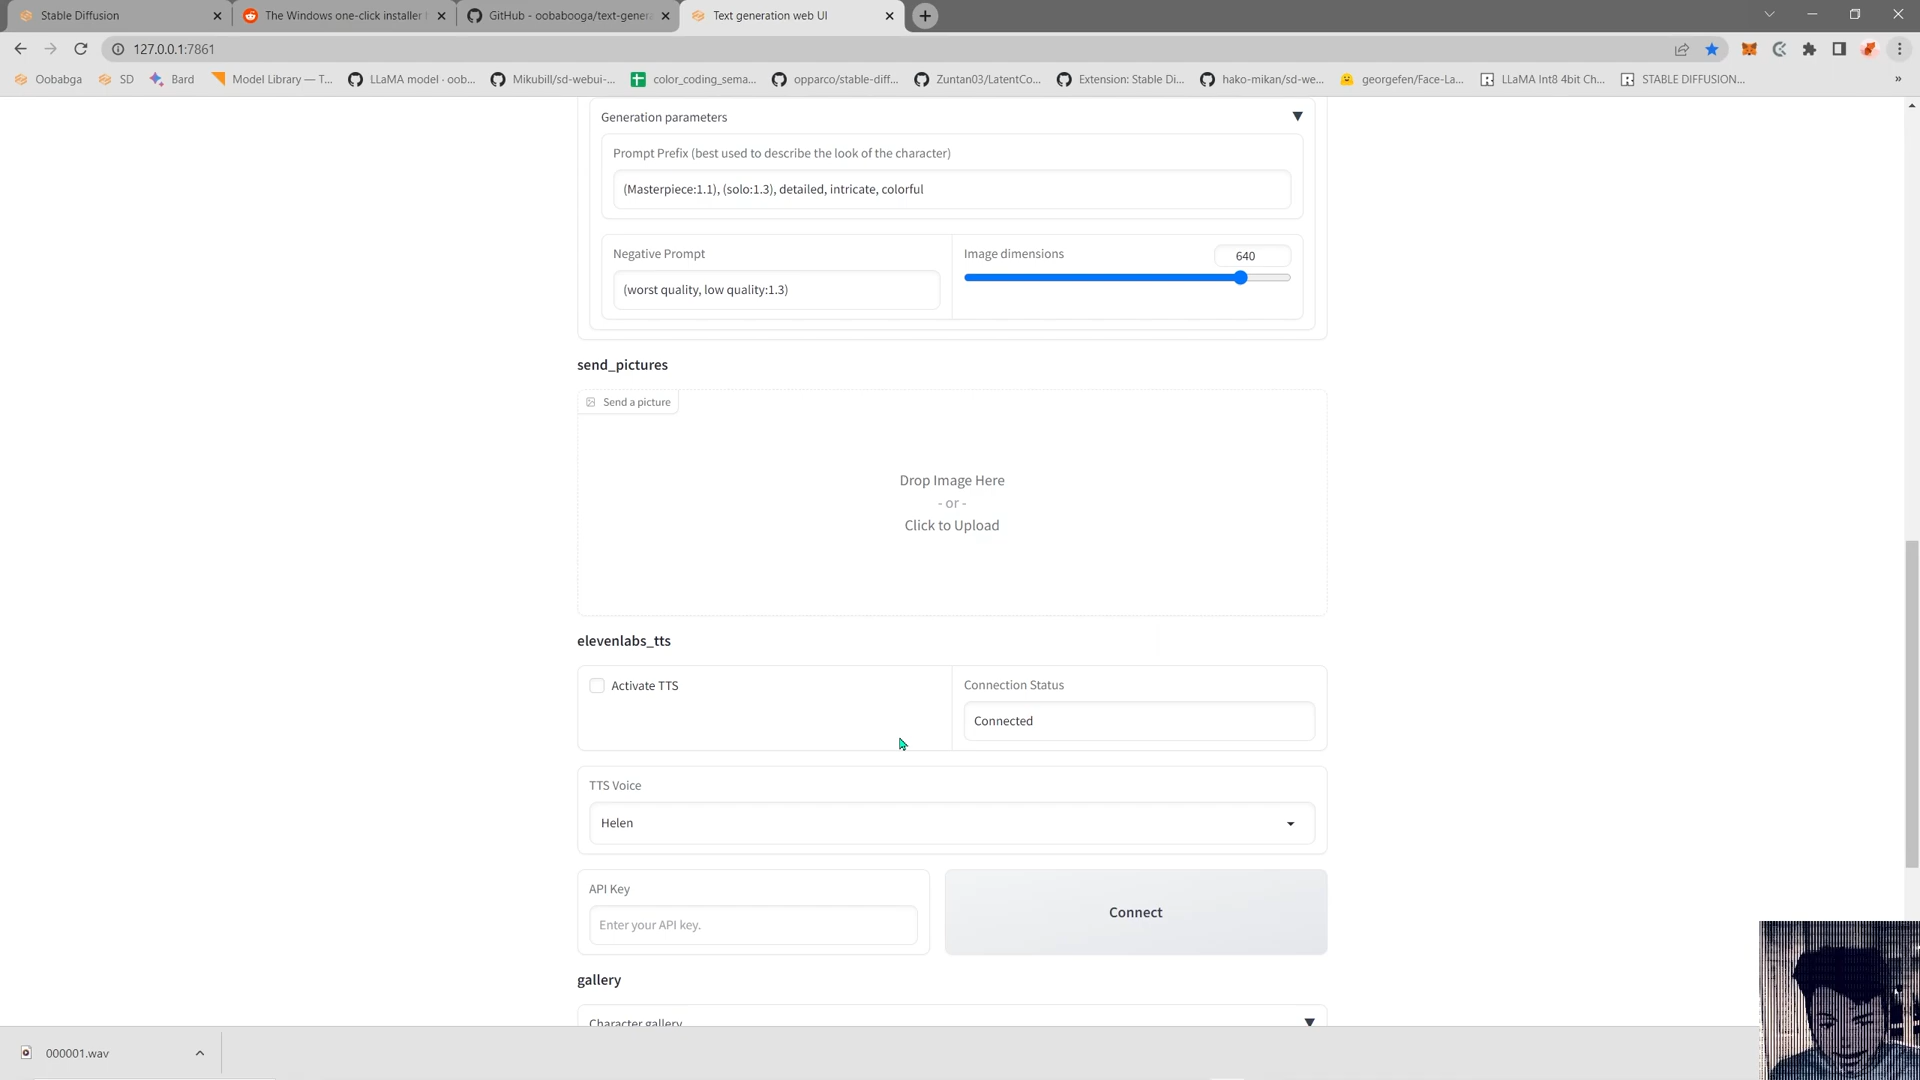 Stable Diffusion
The Windows one-click installer
GitHub - oobabooga/text-gener
Text generation web UI
127.0.0.1:7861
Oobabga
SD
Bard
Model Library — T...
LLaMA model · oob...
Mikubill/sd-webui-...
color_coding_sema...
opparco/stable-diff...
Zuntan03/LatentCo...
Extension: Stable Di...
hako-mikan/sd-we...
georgefen/Face-La...
LLaMA Int8 4bit Ch...
STABLE DIFFUSION...
»
Generation parameters
Prompt Prefix (best used to describe the look of the character)
(Masterpiece:1.1), (solo:1.3), detailed, intricate, colorful
Negative Prompt
Image dimensions
640
(worst quality, low quality:1.3)
send_pictures
Send a picture
Drop Image Here
- or -
Click to Upload
elevenlabs_tts
Activate TTS
Connection Status
Connected
TTS Voice
Helen
API Key
Enter your API key.
Connect
gallery
Character gallery
000001.wav